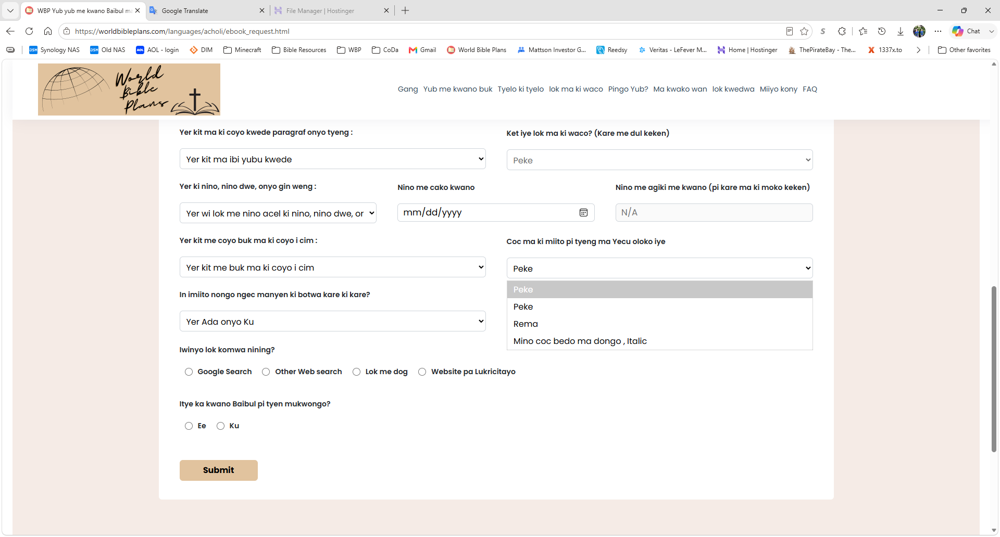 WBP Yub yub me kwano Baibul ma
Google Translate
File Manager | Hostinger
https://worldbibleplans.com/languages/acholi/ebook_request.html
Chat
Synology NAS
Old NAS
AOL - login
DIM
Minecraft
Bible Resources
WBP
CoDa
Gmail
World Bible Plans
Mattson Investor G...
Reedsy
Veritas - LeFever M...
Home | Hostinger
ThePirateBay - The...
1337x.to
Other favorites
World
Bible
Plans
Gang Yub me kwano buk Tyelo ki tyelo lok ma ki waco Pingo Yub? Ma kwako wan lok kwedwa Miiyo kony FAQ
Yer kit ma ki coyo kwede paragraf onyo tyeng :
Ket iye lok ma ki waco? (Kare me dul keken)
Yer kit ma ibi yubu kwede
Peke
Yer ki nino, nino dwe, onyo gin weng :
Nino me cako kwano
Nino me agiki me kwano (pi kare ma ki moko keken)
Yer wi lok me nino acel ki nino, nino dwe, or
mm/dd/yyyy
N/A
Yer kit me coyo buk ma ki coyo i cim :
Coc ma ki miito pi tyeng ma Yecu oloko iye
Yer kit me buk ma ki coyo i cim
Peke
Peke
Peke
Rema
Mino coc bedo ma dongo , Italic
In imiito nongo ngec manyen ki botwa kare ki kare?
Yer Ada onyo Ku
Iwinyo lok komwa nining?
Google Search Other Web search Lok me dog Website pa Lukricitayo
Itye ka kwano Baibul pi tyen mukwongo?
Ee Ku
Submit